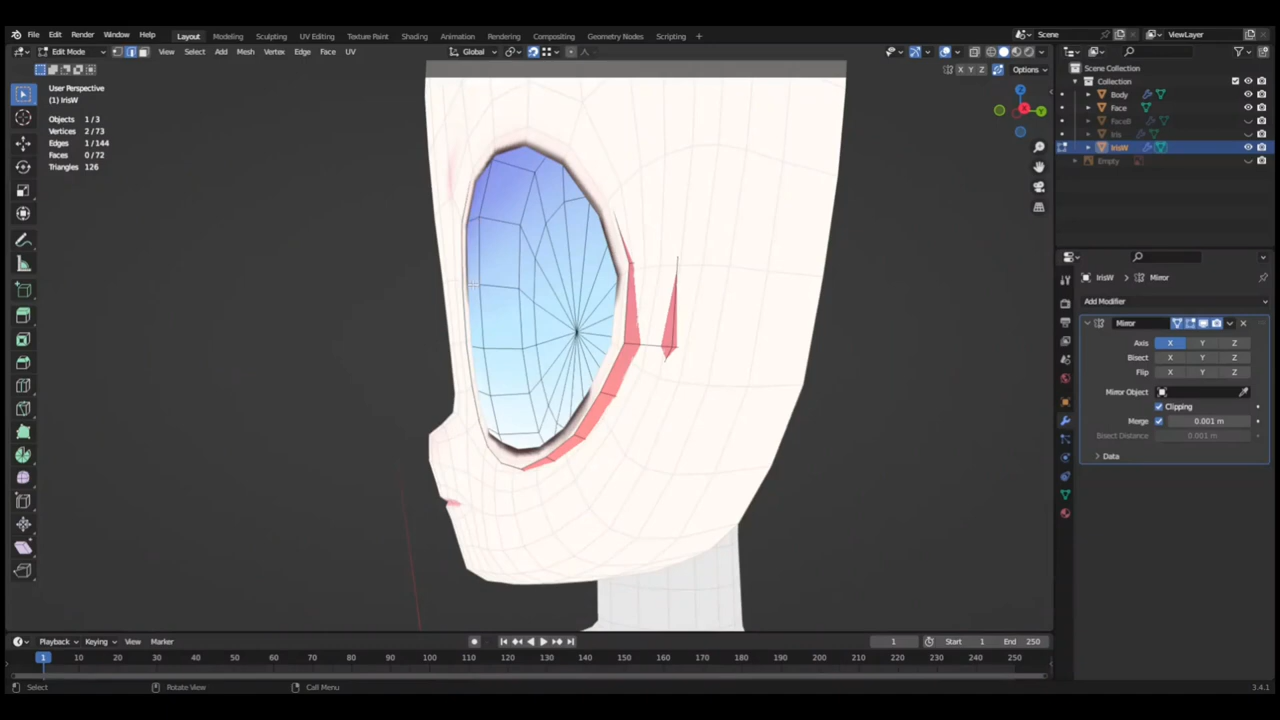 File Edit Render Window Help Layout Modeling Sculpting UV Editing Texture Paint Shading Animation Rendering Compositing Geometry Nodes Scripting + Scene ViewLayer
Edit Mode View Select Add Mesh Vertex Edge Face UV Global
X Y Z Options
User Perspective
(1) IrisW
Objects 1/3
Vertices 2/73
Edges 1/144
Faces 0/72
Triangles 126
Z
Y
X
Scene Collection
Collection
Body
Face
FaceB
Iris
IrisW
Empty
IrisW Mirror
Add Modifier
Mirror
Axis X Y Z
Bisect X Y Z
Flip X Y Z
Mirror Object
Clipping
Merge 0.001 m
Bisect Distance 0.001 m
Data
Playback Keying View Marker 1 Start 1 End 250
1 10 20 30 40 50 60 70 80 90 100 110 120 130 140 150 160 170 180 190 200 210 220 230 240 250
Select Rotate View Call Menu 3.4.1